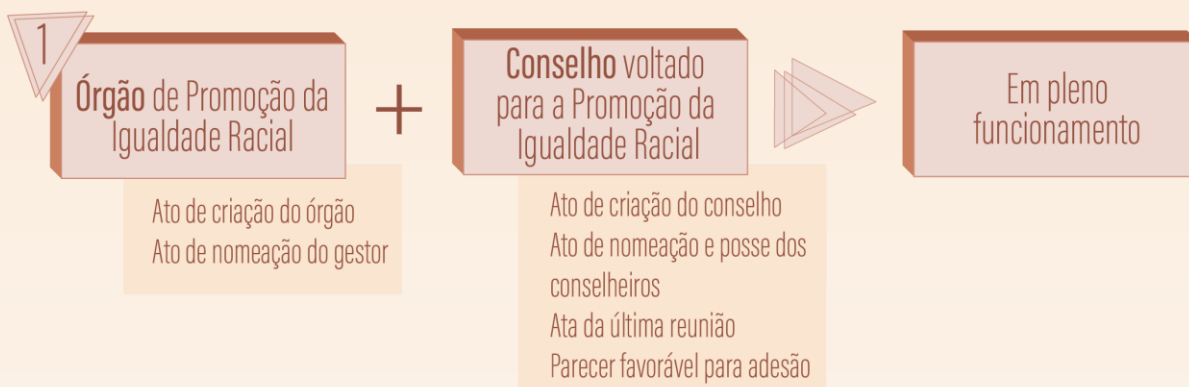 1
Órgão de Promoção da
Igualdade Racial
Ato de criação do órgão
Ato de nomeação do gestor
+
Conselho voltado
para a Promoção da
Igualdade Racial
Ato de criação do conselho
Ato de nomeação e posse dos
conselheiros
Ata da última reunião
Parecer favorável para adesão
Em pleno
funcionamento